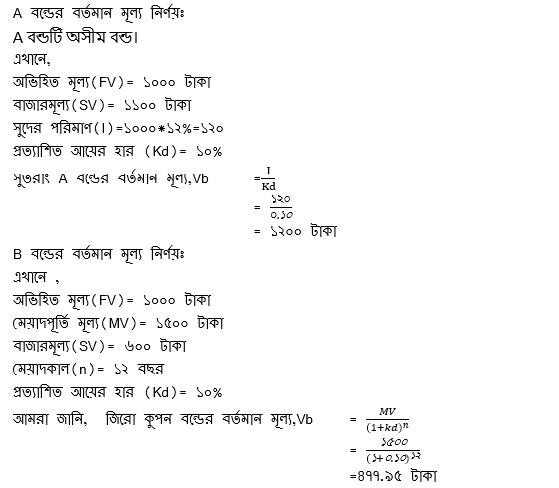 A বন্ডের বর্তমান মূল্য নির্ণয়ঃ
A বন্ডটি অসীম বন্ড।
এখানে,
অভিহিত মূল্য(FV)= ১০০০ টাকা
বাজারমূল্য(SV)= ১১০০ টাকা
সুদের পরিমাণ(I)=১০০০*১২%=১২০
প্রত্যাশিত আয়ের হার (Kd)= ১০%
সুতরাং A বন্ডের বর্তমান মূল্য,Vb =I/Kd
= ১২০/০.১০
= ১২০০ টাকা
B বন্ডের বর্তমান মূল্য নির্ণয়ঃ
এখানে ,
অভিহিত মূল্য(FV)= ১০০০ টাকা
মেয়াদপূর্তি মূল্য(MV)= ১৫০০ টাকা
বাজারমূল্য(SV)= ৬০০ টাকা
মেয়াদকাল(n)= ১২ বছর
প্রত্যাশিত আয়ের হার (Kd)= ১০%
আমরা জানি, জিরো কুপন বন্ডের বর্তমান মূল্য,Vb = MV/(1+kd)^n
= ১৫০০/(১+০.১০)^১২
=৪৭৭.৯৫ টাকা